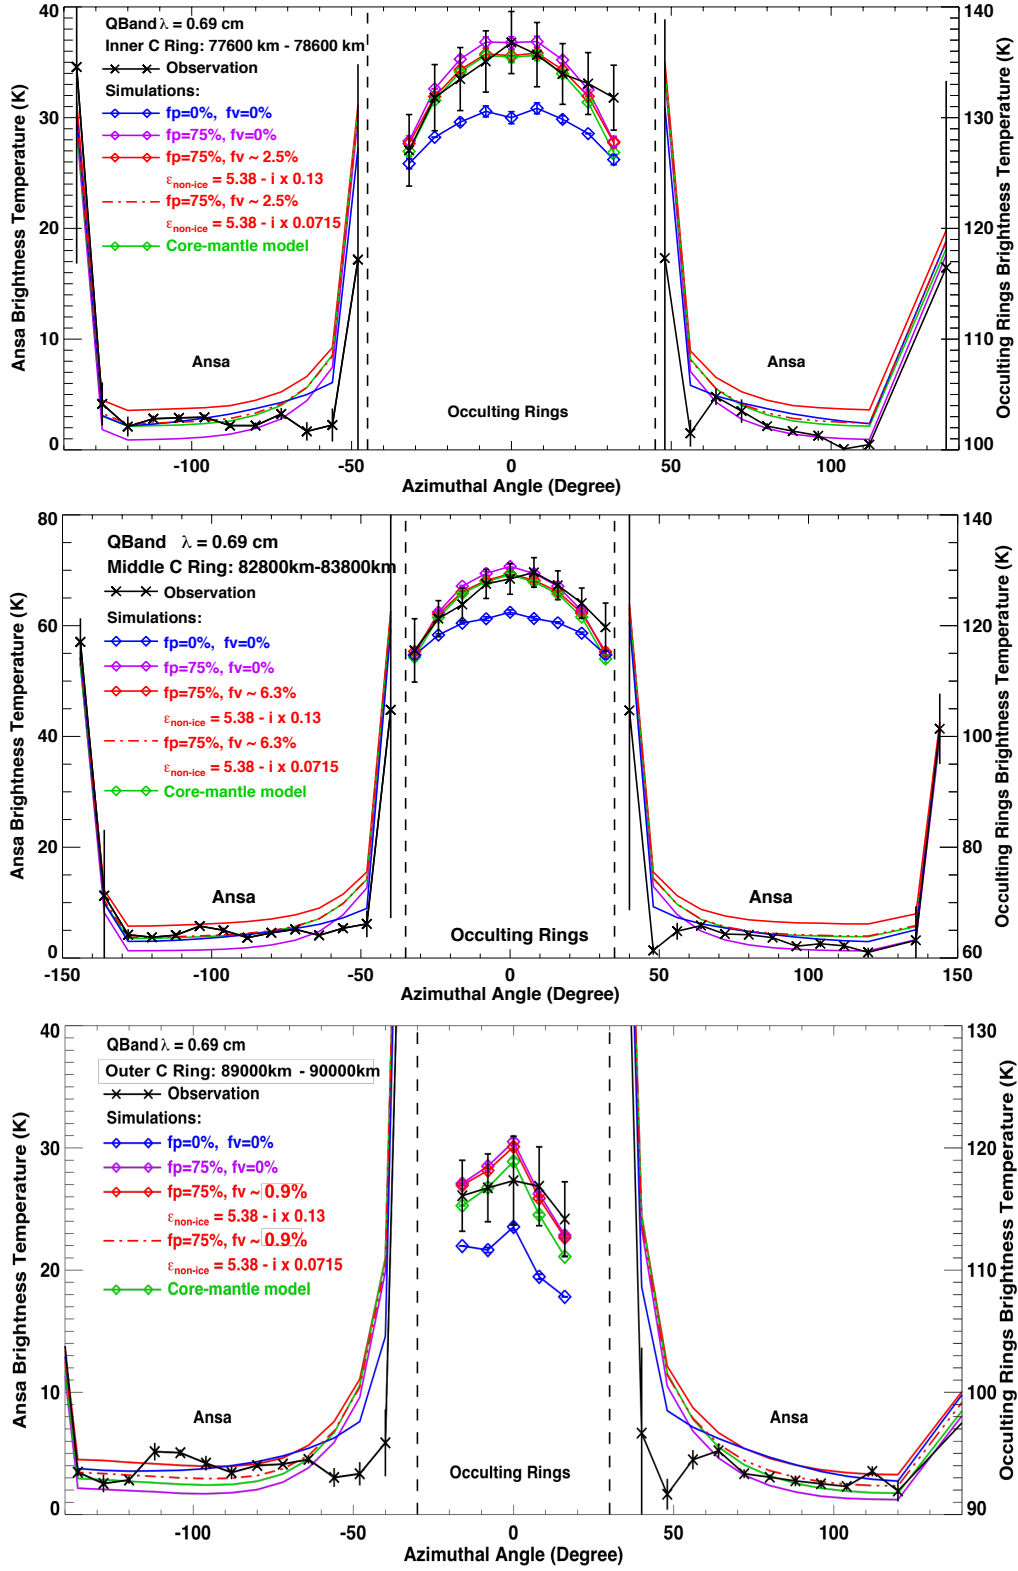 QBand λ = 0.69 cm
Inner C Ring: 77600 km - 78600 km
Observation
Simulations:
fp=0%, fv=0%
fp=75%, fv=0%
fp=75%, fv ~ 2.5%
εnon-ice = 5.38 - i x 0.13
fp=75%, fv ~ 2.5%
εnon-ice = 5.38 - i x 0.0715
Core-mantle model
Ansa
Occulting Rings
Ansa
40
30
20
10
0
140
130
120
110
100
-100
-50
0
50
100
Ansa Brightness Temperature (K)
Occulting Rings Brightness Temperature (K)
Azimuthal Angle (Degree)
QBand λ = 0.69 cm
Middle C Ring: 82800km-83800km
Observation
Simulations:
fp=0%, fv=0%
fp=75%, fv=0%
fp=75%, fv ~ 6.3%
εnon-ice = 5.38 - i x 0.13
fp=75%, fv ~ 6.3%
εnon-ice = 5.38 - i x 0.0715
Core-mantle model
Ansa
Occulting Rings
Ansa
80
60
40
20
0
140
120
100
80
60
-150
-100
-50
0
50
100
150
Ansa Brightness Temperature (K)
Occulting Rings Brightness Temperature (K)
Azimuthal Angle (Degree)
QBand λ = 0.69 cm
Outer C Ring: 89000km - 90000km
Observation
Simulations:
fp=0%, fv=0%
fp=75%, fv=0%
fp=75%, fv ~ 0.9%
εnon-ice = 5.38 - i x 0.13
fp=75%, fv ~ 0.9%
εnon-ice = 5.38 - i x 0.0715
Core-mantle model
Ansa
Occulting Rings
Ansa
40
30
20
10
0
130
120
110
100
90
-100
-50
0
50
100
Ansa Brightness Temperature (K)
Occulting Rings Brightness Temperature (K)
Azimuthal Angle (Degree)